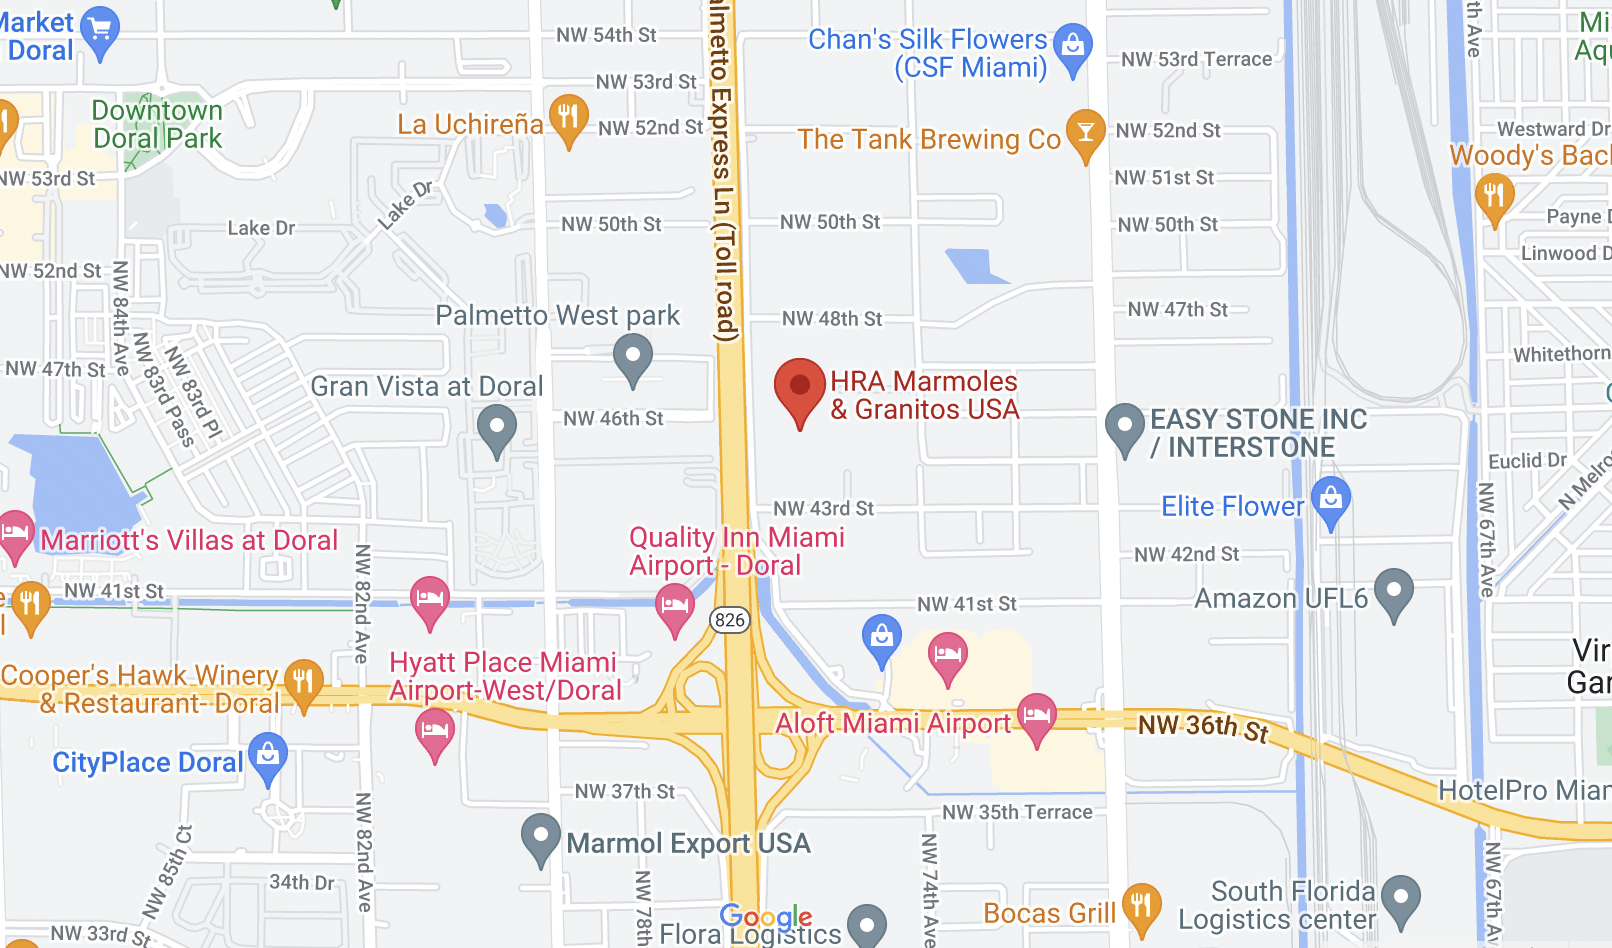 Market
Doral
NW 54th St
Chan's Silk Flowers
(CSF Miami)
NW 53rd Terrace
NW 53rd St
Downtown
Doral Park
La Uchireña
NW 52nd St
The Tank Brewing Co
NW 52nd St
Westward Dr
Woody's Bac
NW 53rd St
NW 51st St
Lake Dr
Lake Dr
NW 50th St
NW 50th St
NW 50th St
Payne D
Linwood D
NW 52nd St
NW 84th Ave
Palmetto Express Ln (Toll road)
Palmetto West park
NW 48th St
NW 47th St
NW 83rd Pass
NW 83rd Pl
NW 47th St
Whitethorn
Gran Vista at Doral
HRA Marmoles
& Granitos USA
NW 46th St
EASY STONE INC
/ INTERSTONE
Euclid Dr
N Melro
NW 43rd St
Elite Flower
NW 67th Ave
Marriott's Villas at Doral
Quality Inn Miami
Airport - Doral
NW 42nd St
NW 82nd Ave
NW 41st St
NW 41st St
Amazon UFL6
826
Cooper's Hawk Winery
& Restaurant- Doral
Hyatt Place Miami
Airport-West/Doral
Vir
Gar
Aloft Miami Airport
NW 36th St
CityPlace Doral
NW 37th St
HotelPro Miam
NW 35th Terrace
Marmol Export USA
NW 82nd Ave
NW 85th Ct
NW 74th Ave
NW 67th Av
34th Dr
NW 78th
South Florida
Logistics center
Bocas Grill
Google
Flora Logistics
NW 33rd St